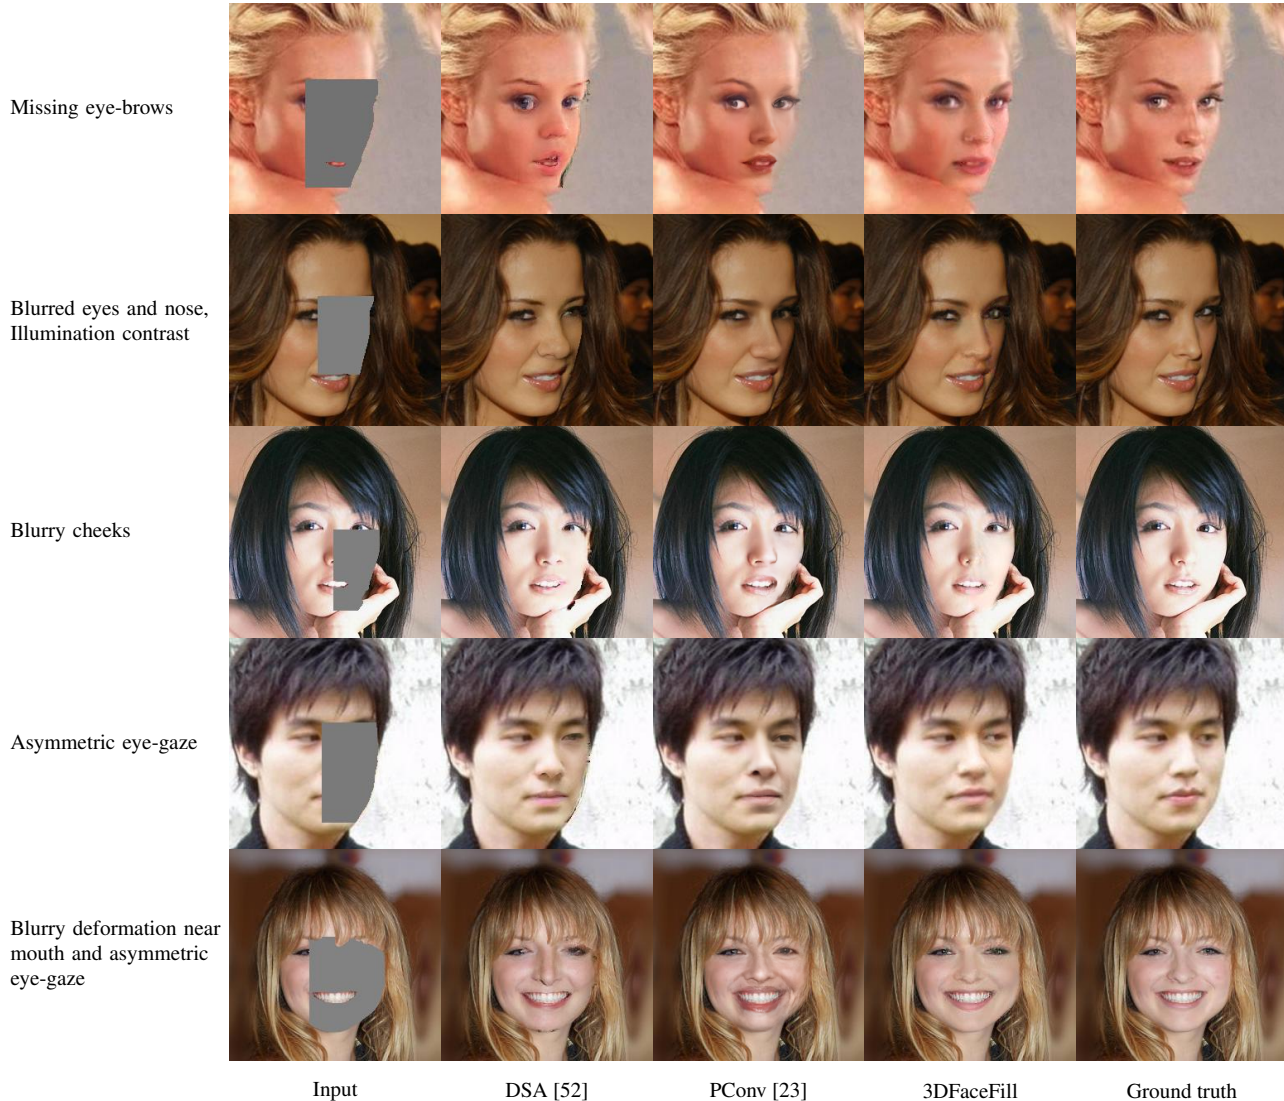 Missing eye-brows
Blurred eyes and nose,
Illumination contrast
Blurry cheeks
Asymmetric eye-gaze
Blurry deformation near
mouth and asymmetric
eye-gaze
Input
DSA [52]
PConv [23]
3DFaceFill
Ground truth